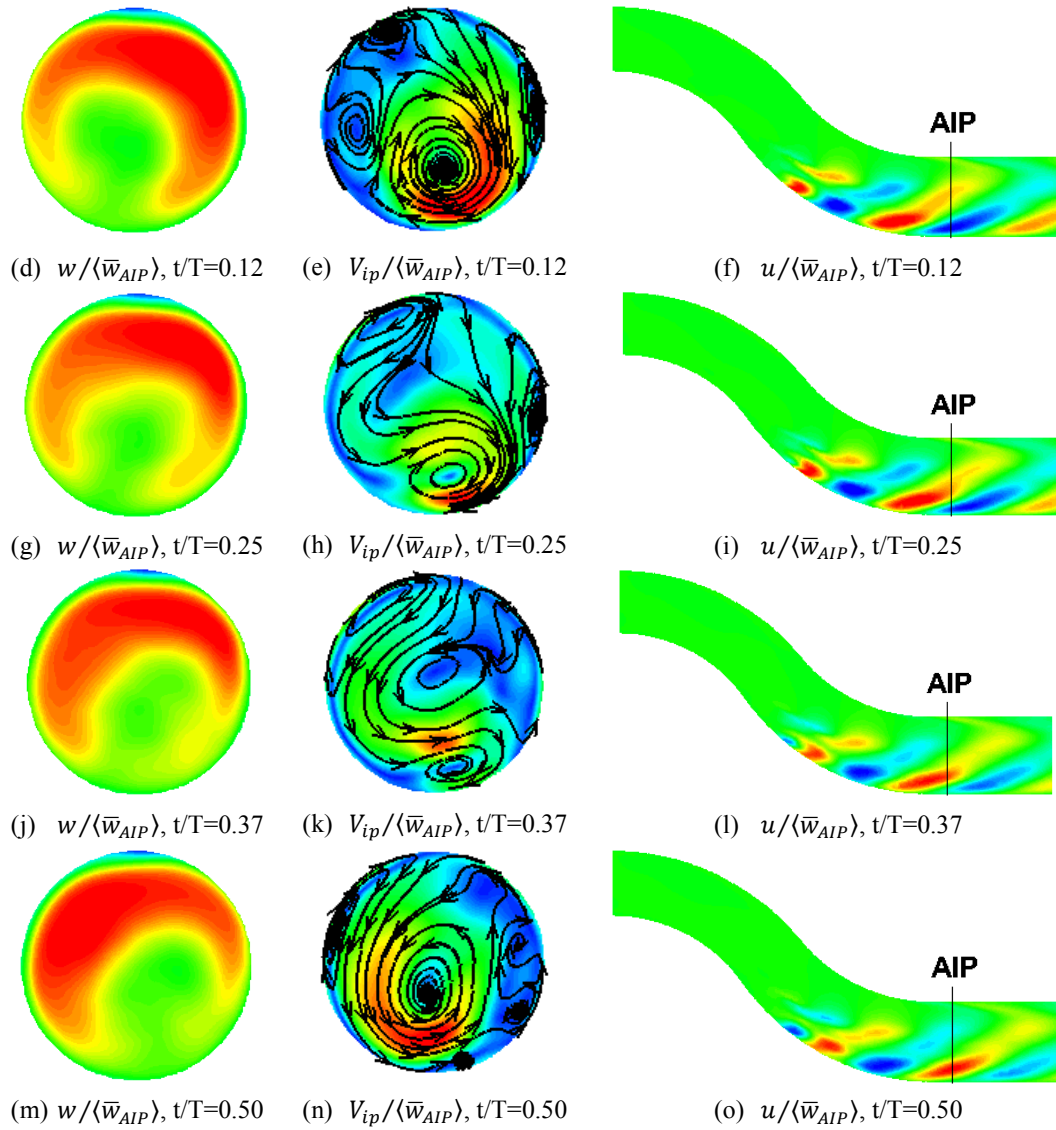 AIP
(d) w/⟨w̅_AIP⟩, t/T=0.12 (e) V_ip/⟨w̅_AIP⟩, t/T=0.12 (f) u/⟨w̅_AIP⟩, t/T=0.12
AIP
(g) w/⟨w̅_AIP⟩, t/T=0.25 (h) V_ip/⟨w̅_AIP⟩, t/T=0.25 (i) u/⟨w̅_AIP⟩, t/T=0.25
AIP
(j) w/⟨w̅_AIP⟩, t/T=0.37 (k) V_ip/⟨w̅_AIP⟩, t/T=0.37 (l) u/⟨w̅_AIP⟩, t/T=0.37
AIP
(m) w/⟨w̅_AIP⟩, t/T=0.50 (n) V_ip/⟨w̅_AIP⟩, t/T=0.50 (o) u/⟨w̅_AIP⟩, t/T=0.50